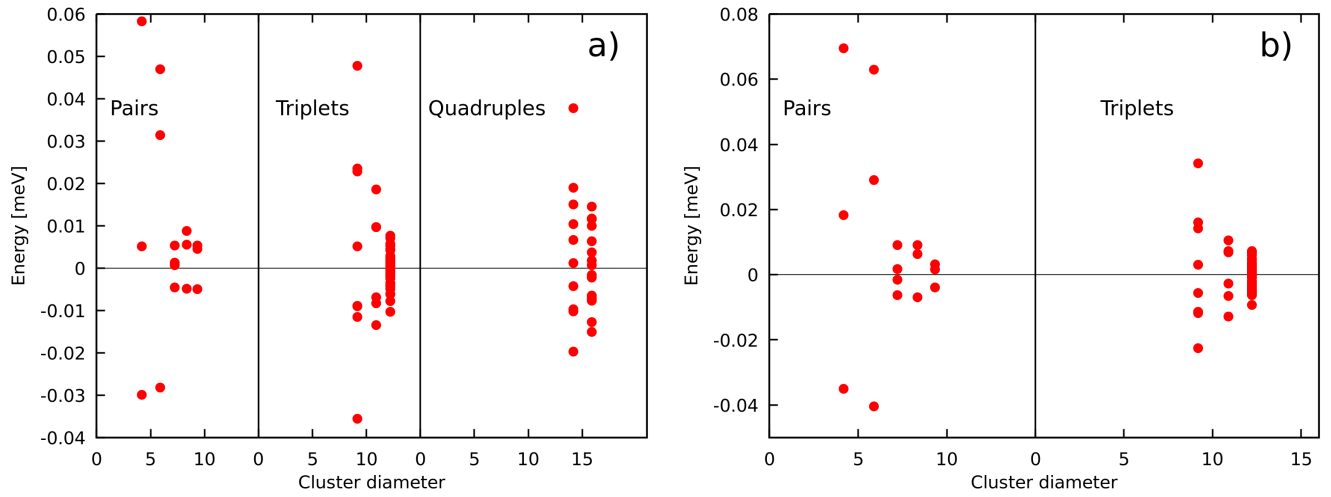 a)
0.06
0.05
0.04
0.03
0.02
0.01
0
-0.01
-0.02
-0.03
-0.04
Energy [meV]
Pairs
Triplets
Quadruples
0 5 10 0 5 10 0 5 10 15
Cluster diameter
b)
0.08
0.06
0.04
0.02
0
-0.02
-0.04
Energy [meV]
Pairs
Triplets
0 5 10 0 5 10 15
Cluster diameter